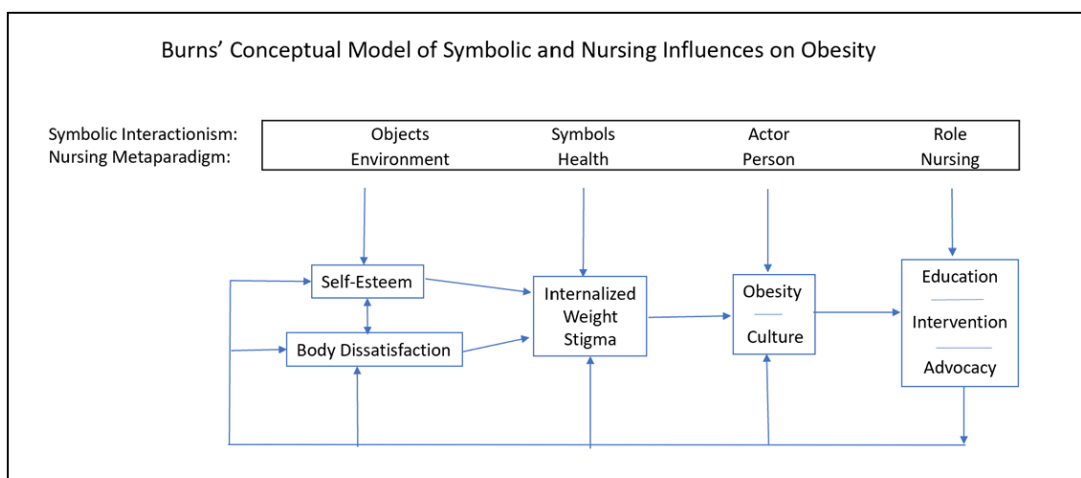 Burns’ Conceptual Model of Symbolic and Nursing Influences on Obesity
Symbolic Interactionism: Objects Symbols Actor Role
Nursing Metaparadigm: Environment Health Person Nursing
Self-Esteem
Body Dissatisfaction
Internalized
Weight
Stigma
Obesity
Culture
Education
Intervention
Advocacy